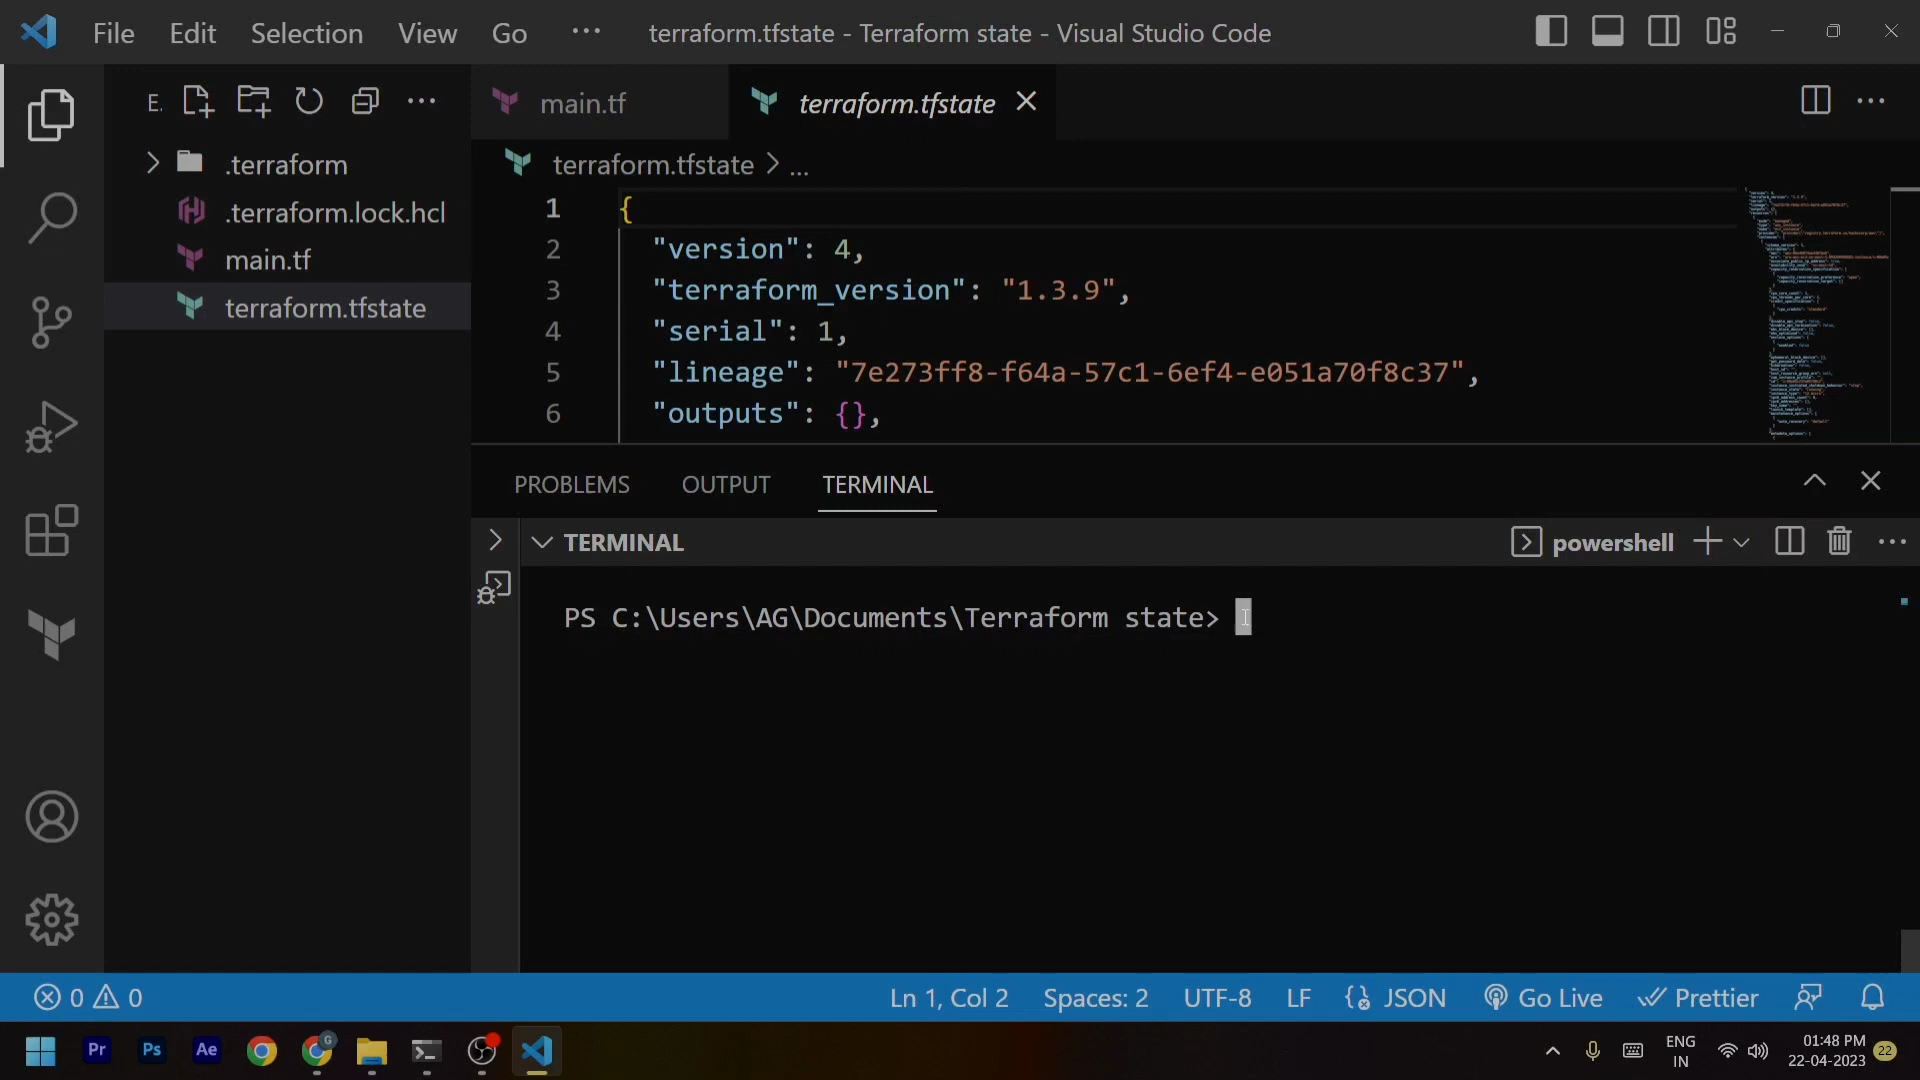 File Edit Selection View Go ··· terraform.tfstate - Terraform state - Visual Studio Code
E.
.terraform
.terraform.lock.hcl
main.tf
terraform.tfstate
main.tf terraform.tfstate
terraform.tfstate > ...
1 {
2 "version": 4,
3 "terraform_version": "1.3.9",
4 "serial": 1,
5 "lineage": "7e273ff8-f64a-57c1-6ef4-e051a70f8c37",
6 "outputs": {},
PROBLEMS OUTPUT TERMINAL
TERMINAL powershell
PS C:\Users\AG\Documents\Terraform state>
0 0 Ln 1, Col 2 Spaces: 2 UTF-8 LF JSON Go Live Prettier
Pr Ps Ae G
ENG
IN
01:48 PM
22-04-2023 22